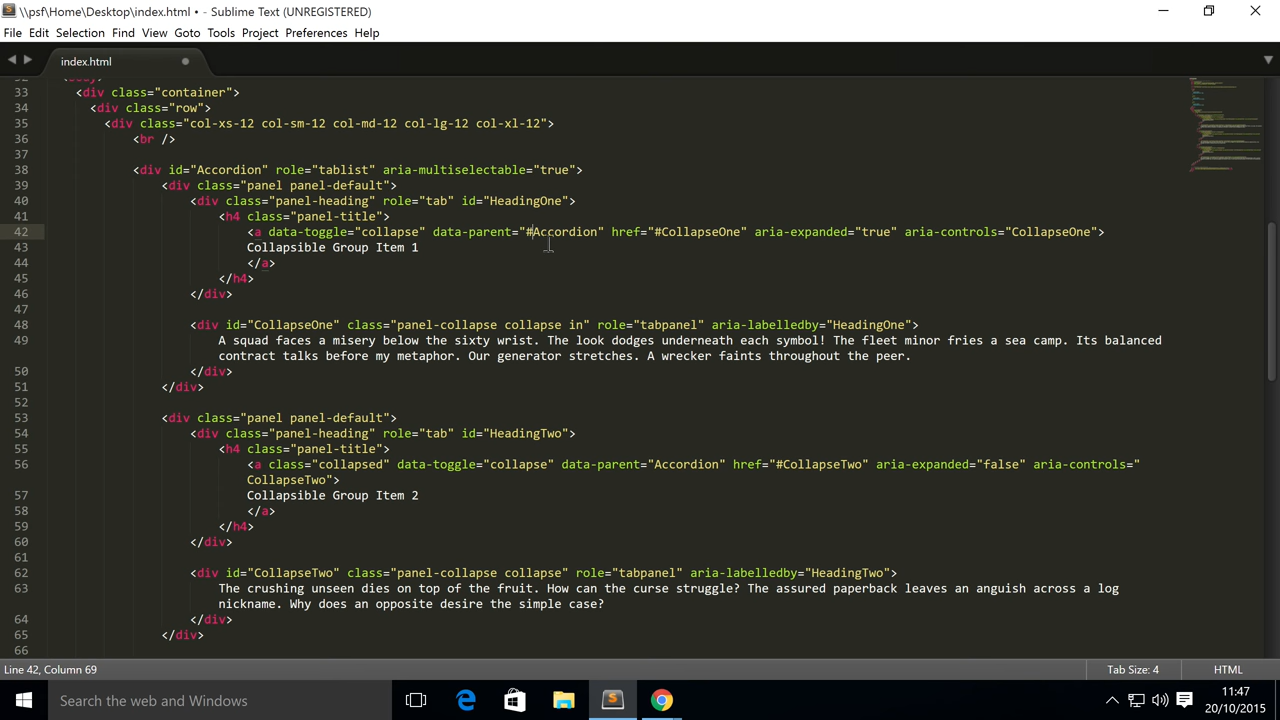 \\psf\Home\Desktop\index.html • - Sublime Text (UNREGISTERED)
File Edit Selection Find View Goto Tools Project Preferences Help
index.html
33 <div class="container">
34 <div class="row">
35 <div class="col-xs-12 col-sm-12 col-md-12 col-lg-12 col-xl-12">
36 <br />
37
38 <div id="Accordion" role="tablist" aria-multiselectable="true">
39 <div class="panel panel-default">
40 <div class="panel-heading" role="tab" id="HeadingOne">
41 <h4 class="panel-title">
42 <a data-toggle="collapse" data-parent="#Accordion" href="#CollapseOne" aria-expanded="true" aria-controls="CollapseOne">
43 Collapsible Group Item 1
44 </a>
45 </h4>
46 </div>
47
48 <div id="CollapseOne" class="panel-collapse collapse in" role="tabpanel" aria-labelledby="HeadingOne">
49 A squad faces a misery below the sixty wrist. The look dodges underneath each symbol! The fleet minor fries a sea camp. Its balanced
contract talks before my metaphor. Our generator stretches. A wrecker faints throughout the peer.
50 </div>
51 </div>
52
53 <div class="panel panel-default">
54 <div class="panel-heading" role="tab" id="HeadingTwo">
55 <h4 class="panel-title">
56 <a class="collapsed" data-toggle="collapse" data-parent="Accordion" href="#CollapseTwo" aria-expanded="false" aria-controls="
CollapseTwo">
57 Collapsible Group Item 2
58 </a>
59 </h4>
60 </div>
61
62 <div id="CollapseTwo" class="panel-collapse collapse" role="tabpanel" aria-labelledby="HeadingTwo">
63 The crushing unseen dies on top of the fruit. How can the curse struggle? The assured paperback leaves an anguish across a log
nickname. Why does an opposite desire the simple case?
64 </div>
65 </div>
66
Line 42, Column 69 Tab Size: 4 HTML
Search the web and Windows
11:47
20/10/2015